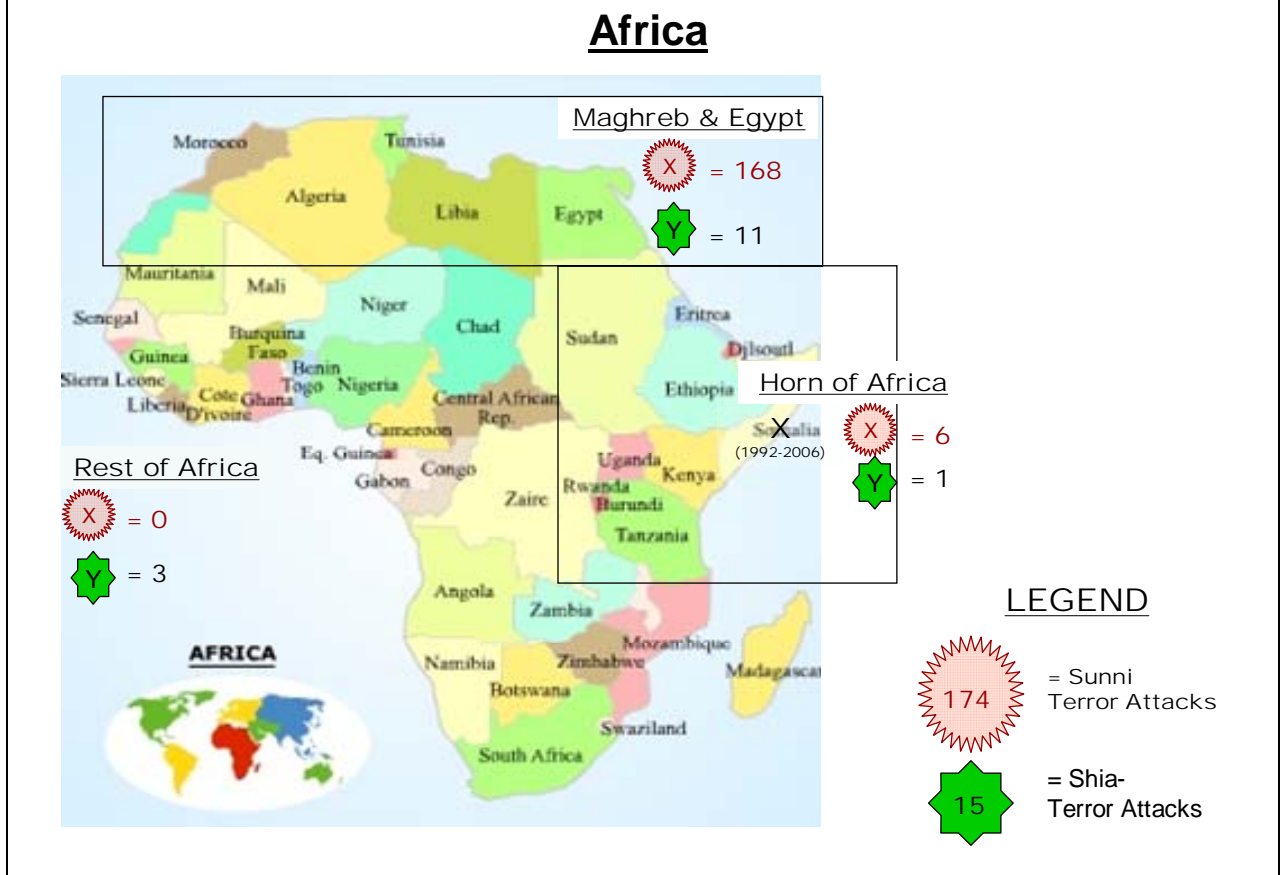 Africa
Maghreb & Egypt
X = 168
Y = 11
Morocco
Tunisia
Algeria
Libia
Egypt
Mauritania
Mali
Niger
Chad
Sudan
Eritrea
Senegal
Burquina
Faso
Djlsoutl
Guinea
Benin
Togo
Nigeria
Ethiopia
Horn of Africa
X = 6
Y = 1
Sierra Leone
Liberia
Cote
D'ivoire
Ghana
Central African
Rep.
Cameroon
X
Somalia
(1992-2006)
Eq. Guinea
Gabon
Congo
Uganda
Kenya
Rest of Africa
X = 0
Y = 3
Zaire
Rwanda
Burundi
Tanzania
Angola
Zambia
Mozambique
Zimbabwe
Madagascar
Namibia
Botswana
Swaziland
South Africa
AFRICA
LEGEND
174
= Sunni
Terror Attacks
15
= Shia-
Terror Attacks